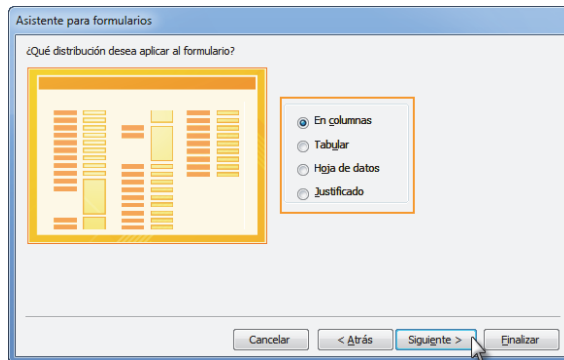 Asistente para formularios
¿Qué distribución desea aplicar al formulario?
En columnas
Tabular
Hoja de datos
Justificado
Cancelar
< Atrás
Siguiente >
Finalizar